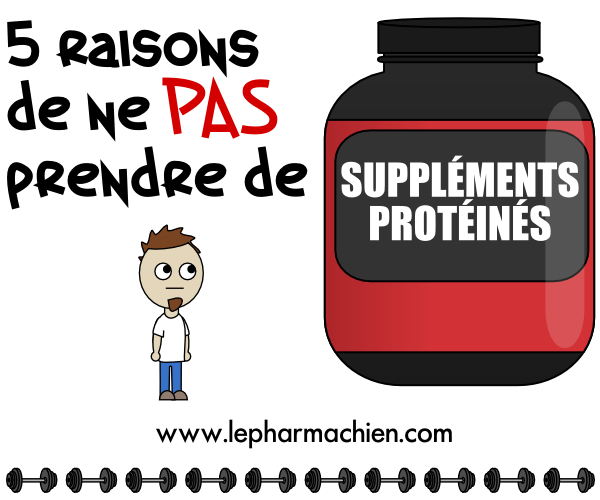 5 raisons
de ne PAS
prendre de
SUPPLÉMENTS
PROTÉINÉS
www.lepharmachien.com